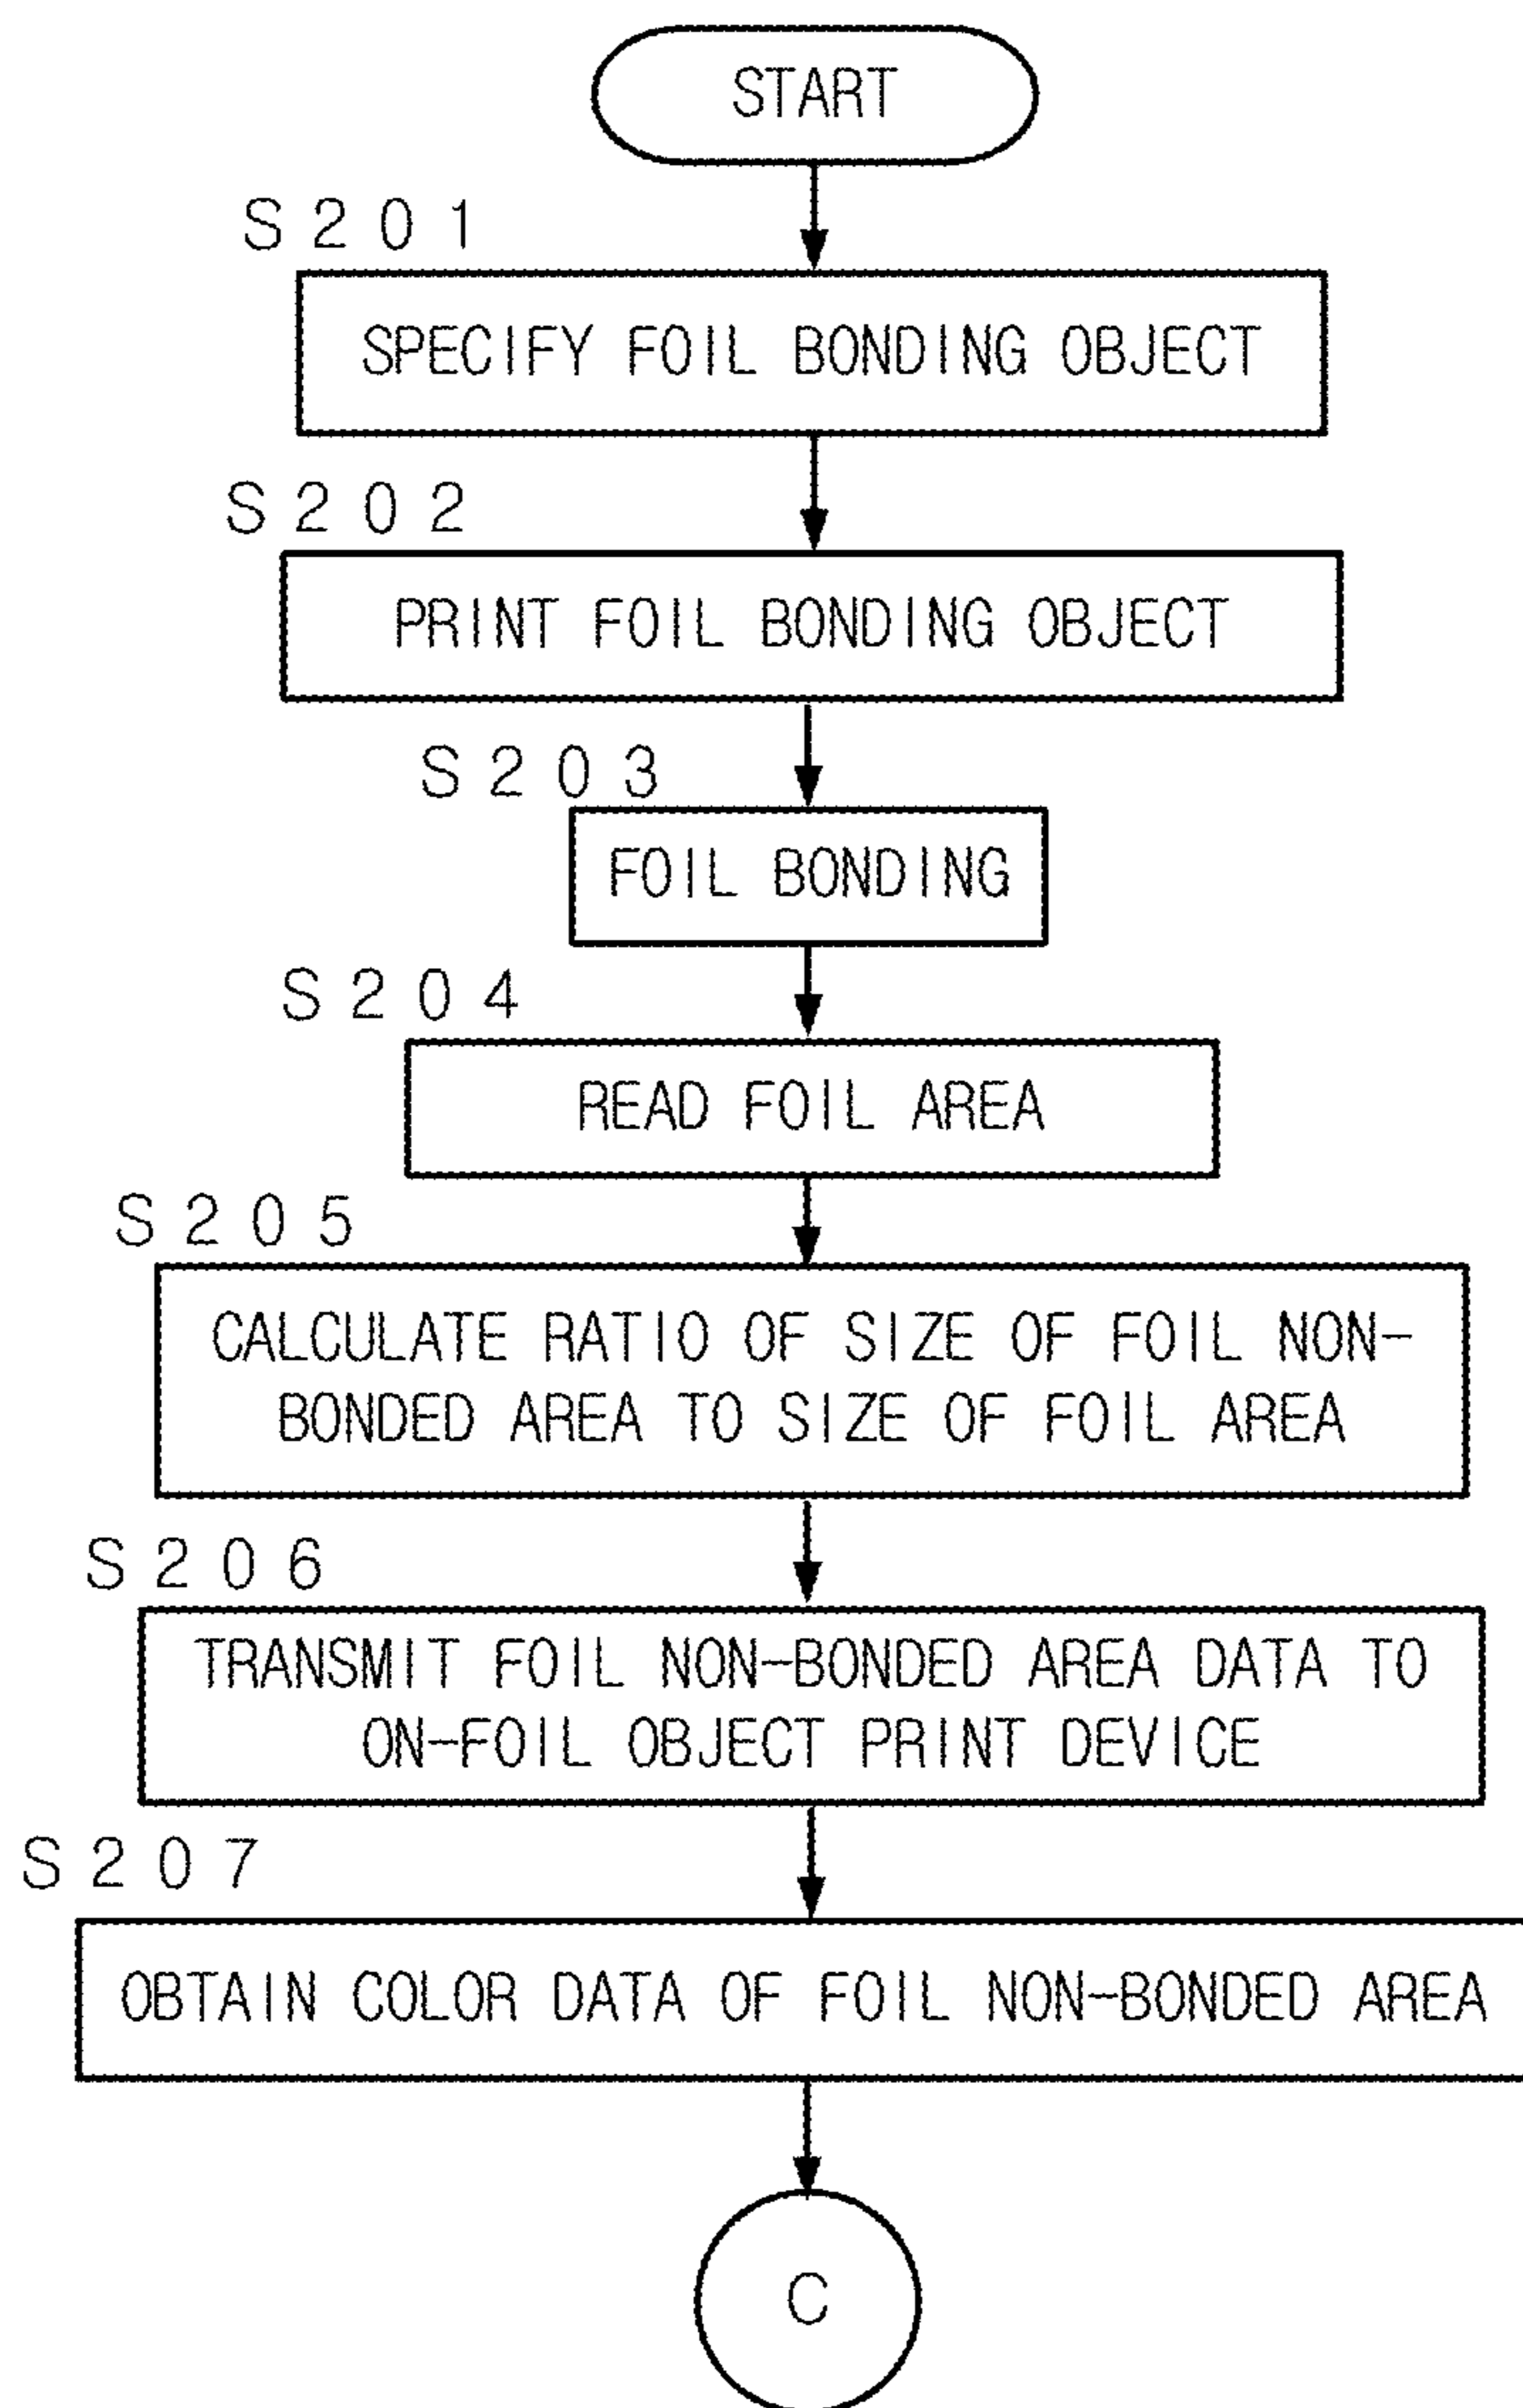 START
S201
SPECIFY FOIL BONDING OBJECT
S202
PRINT FOIL BONDING OBJECT
S203
FOIL BONDING
S204
READ FOIL AREA
S205
CALCULATE RATIO OF SIZE OF FOIL NON-
BONDED AREA TO SIZE OF FOIL AREA
S206
TRANSMIT FOIL NON-BONDED AREA DATA TO
ON-FOIL OBJECT PRINT DEVICE
S207
OBTAIN COLOR DATA OF FOIL NON-BONDED AREA
C